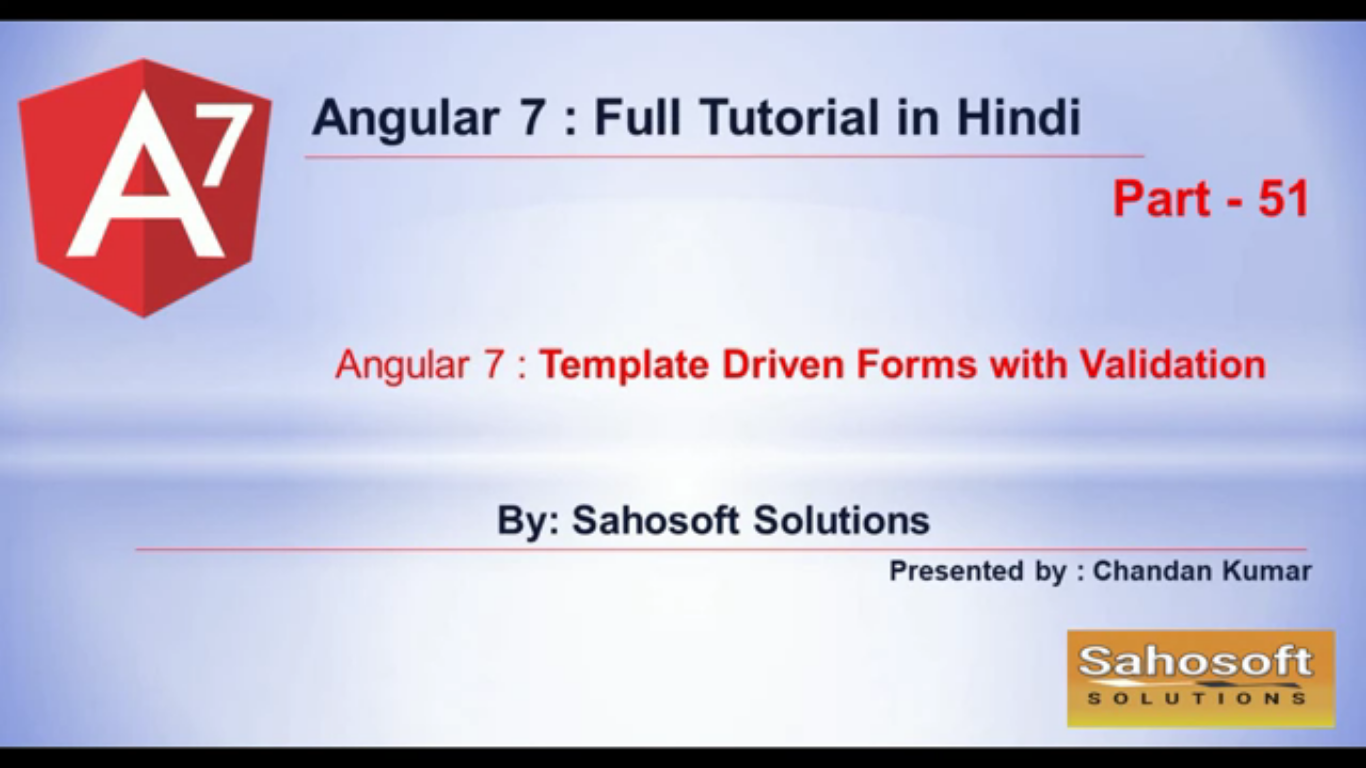 A7
Angular 7 : Full Tutorial in Hindi
Part - 51
Angular 7 : Template Driven Forms with Validation
By: Sahosoft Solutions
Presented by : Chandan Kumar
Sahosoft
SOLUTIONS